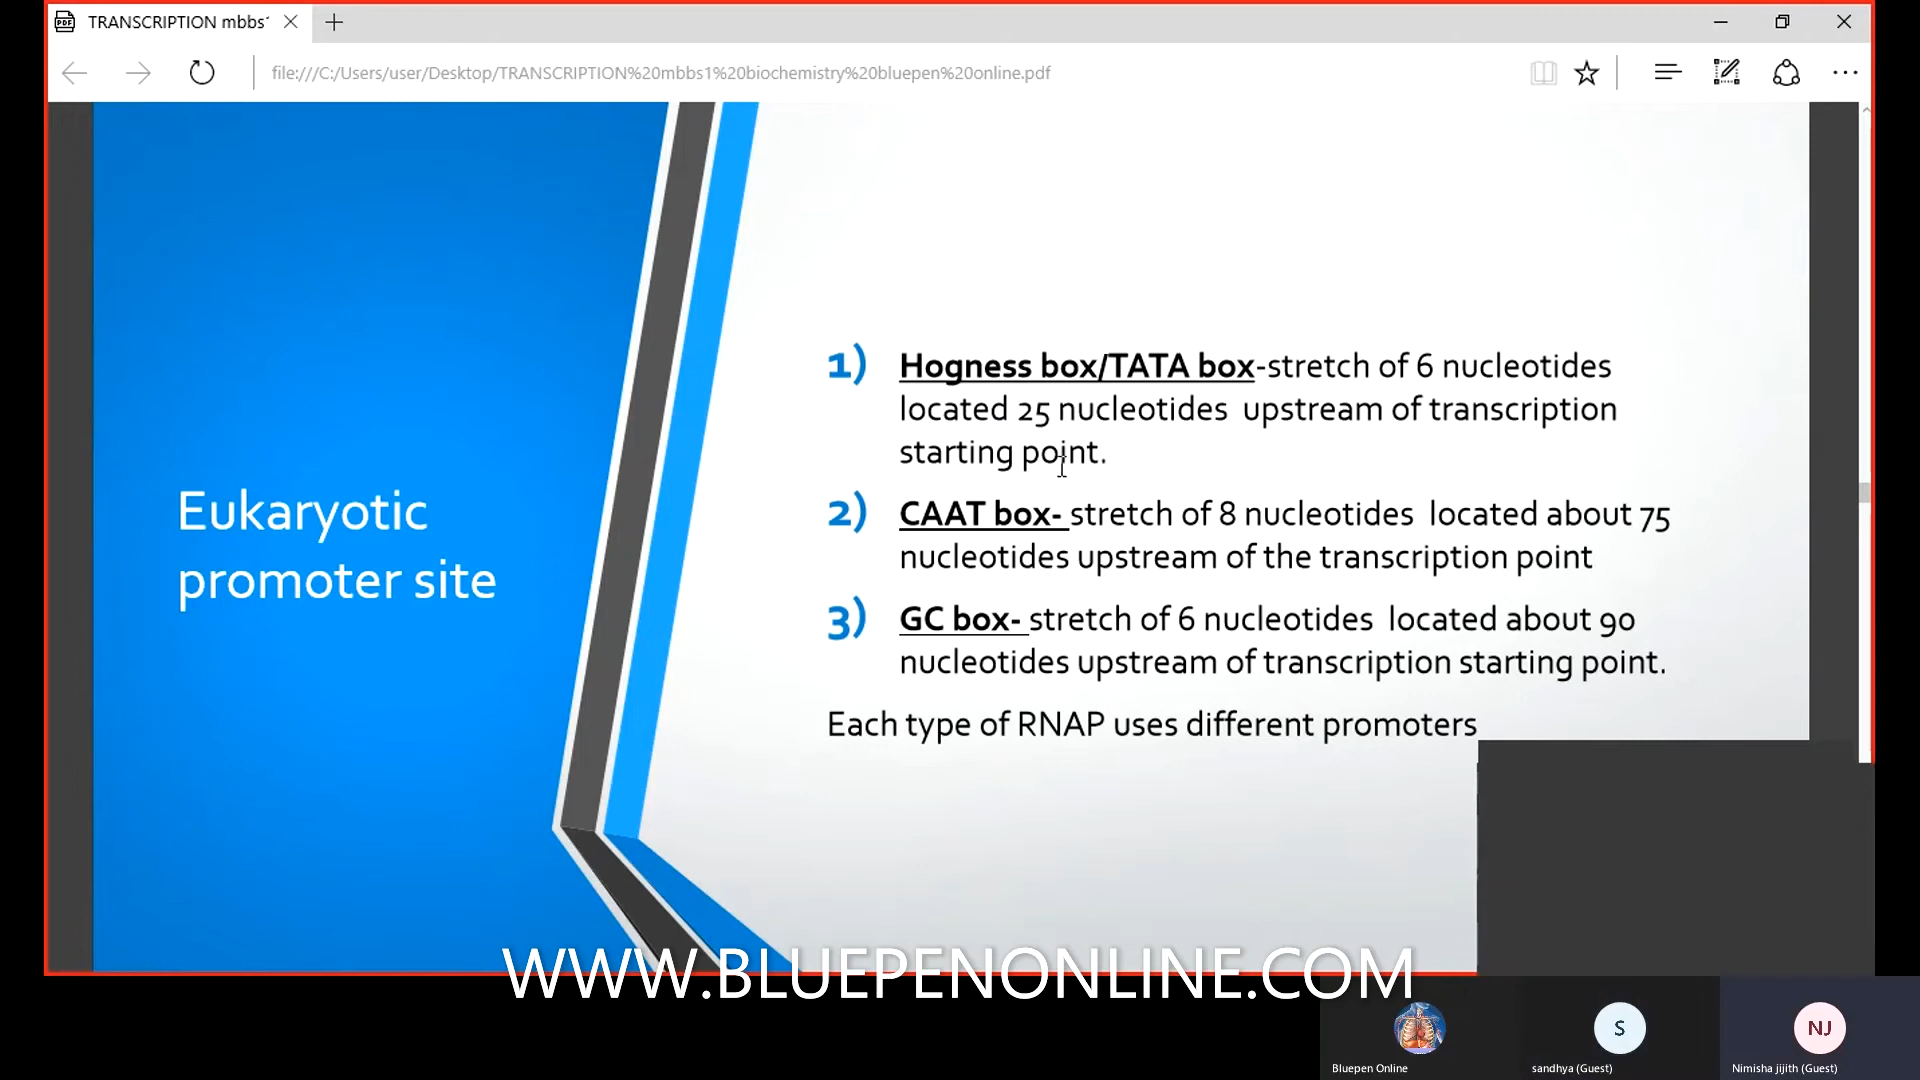 TRANSCRIPTION mbbs1
file:///C:/Users/user/Desktop/TRANSCRIPTION%20mbbs1%20biochemistry%20bluepen%20online.pdf
Eukaryotic
promoter site
1) Hogness box/TATA box-stretch of 6 nucleotides
located 25 nucleotides upstream of transcription
starting point.
2) CAAT box- stretch of 8 nucleotides located about 75
nucleotides upstream of the transcription point
3) GC box- stretch of 6 nucleotides located about 90
nucleotides upstream of transcription starting point.
Each type of RNAP uses different promoters
WWW.BLUEPENONLINE.COM
S
NJ
Bluepen Online
sandhya (Guest)
Nimisha jijith (Guest)